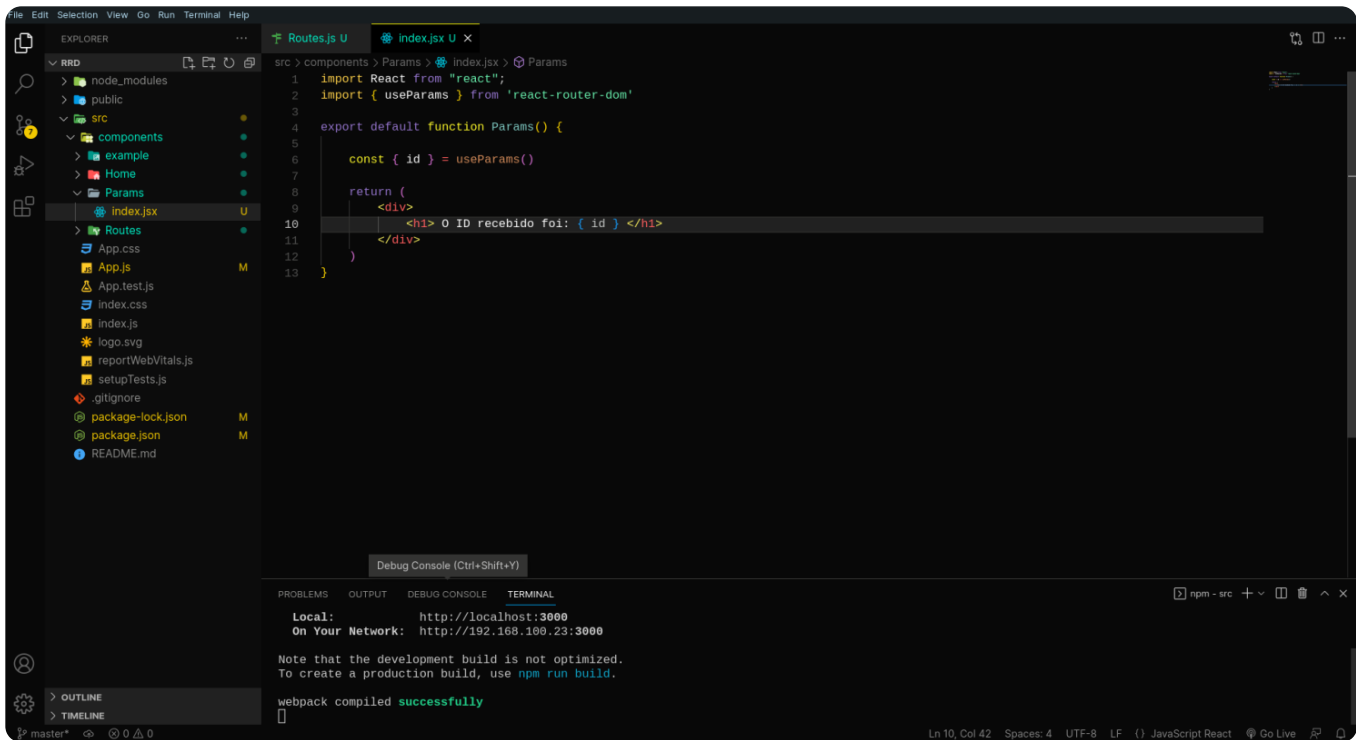 File Edit Selection View Go Run Terminal Help
EXPLORER
Routes.js U
index.jsx U
RRD
node_modules
public
src
components
example
Home
Params
index.jsx U
Routes
App.css
App.js M
App.test.js
index.css
index.js
logo.svg
reportWebVitals.js
setupTests.js
.gitignore
package-lock.json M
package.json M
README.md
7
OUTLINE
TIMELINE
src > components > Params > index.jsx > Params
1 import React from "react";
2 import { useParams } from 'react-router-dom'
3
4 export default function Params() {
5
6 const { id } = useParams()
7
8 return (
9 <div>
10 <h1> O ID recebido foi: { id } </h1>
11 </div>
12 )
13 }
Debug Console (Ctrl+Shift+Y)
PROBLEMS OUTPUT DEBUG CONSOLE TERMINAL
npm - src
Local: http://localhost:3000
On Your Network: http://192.168.100.23:3000
Note that the development build is not optimized.
To create a production build, use npm run build.
webpack compiled successfully
master* 0 0 Ln 10, Col 42 Spaces: 4 UTF-8 LF {} JavaScript React Go Live